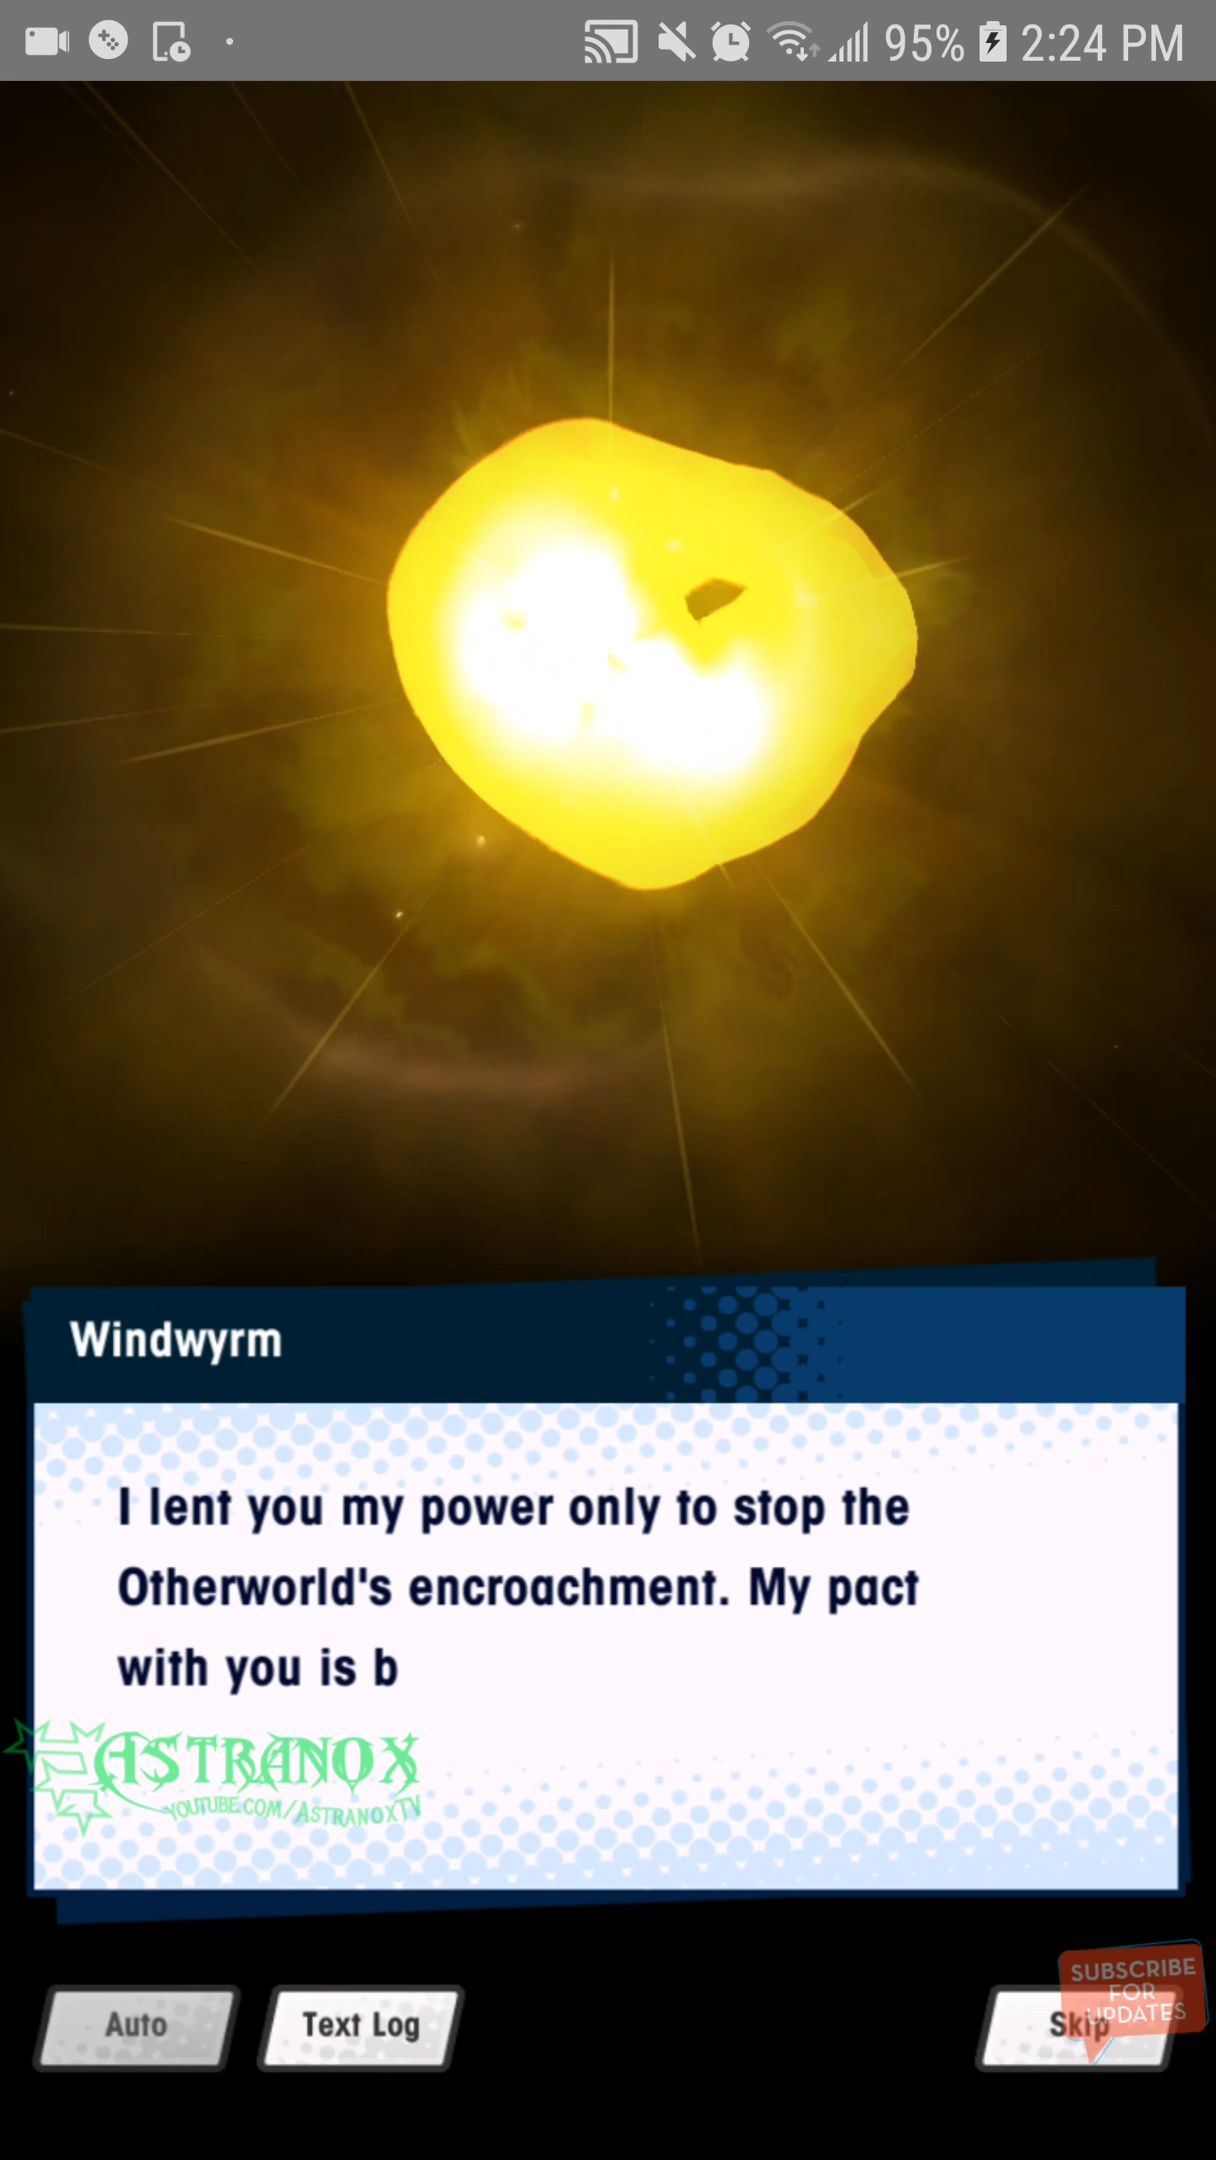 95% 2:24 PM
Windwyrm
I lent you my power only to stop the
Otherworld's encroachment. My pact
with you is b
ASTRANOX
YOUTUBE.COM/ASTRANOXTV
SUBSCRIBE
FOR
UPDATES
Auto
Text Log
Skip